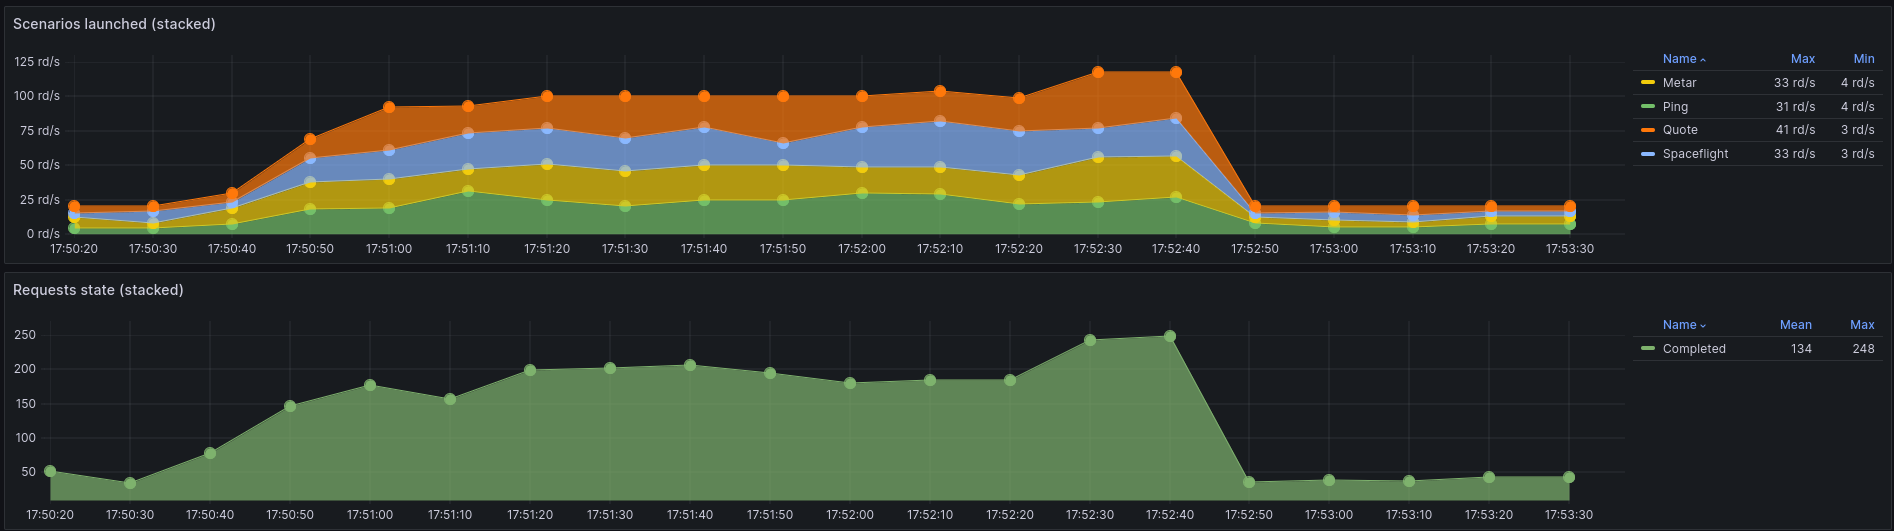 Scenarios launched (stacked)
125 rd/s
100 rd/s
75 rd/s
50 rd/s
25 rd/s
0 rd/s
17:50:20 17:50:30 17:50:40 17:50:50 17:51:00 17:51:10 17:51:20 17:51:30 17:51:40 17:51:50 17:52:00 17:52:10 17:52:20 17:52:30 17:52:40 17:52:50 17:53:00 17:53:10 17:53:20 17:53:30
Name Max Min
Metar 33 rd/s 4 rd/s
Ping 31 rd/s 4 rd/s
Quote 41 rd/s 3 rd/s
Spaceflight 33 rd/s 3 rd/s
Requests state (stacked)
250
200
150
100
50
17:50:20 17:50:30 17:50:40 17:50:50 17:51:00 17:51:10 17:51:20 17:51:30 17:51:40 17:51:50 17:52:00 17:52:10 17:52:20 17:52:30 17:52:40 17:52:50 17:53:00 17:53:10 17:53:20 17:53:30
Name Mean Max
Completed 134 248